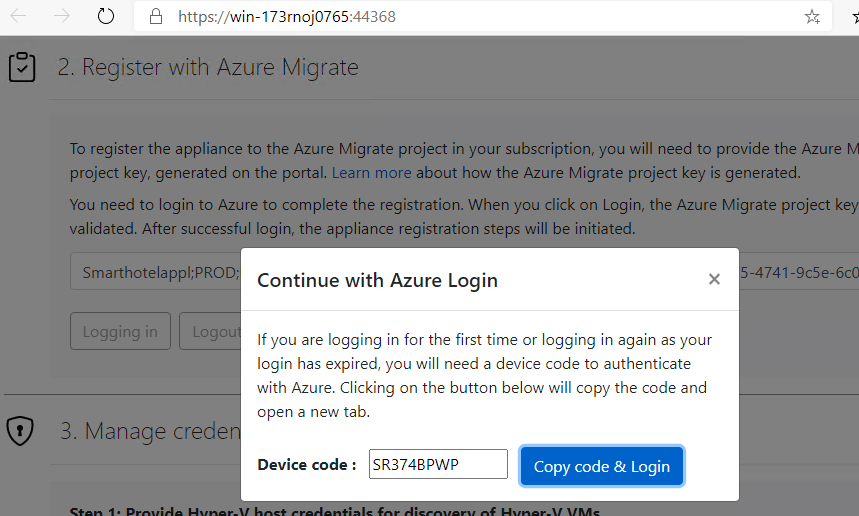 https://win-173rnoj0765:44368
2. Register with Azure Migrate
To register the appliance to the Azure Migrate project in your subscription, you will need to provide the Azure M
project key, generated on the portal. Learn more about how the Azure Migrate project key is generated.
You need to login to Azure to complete the registration. When you click on Login, the Azure Migrate project key
validated. After successful login, the appliance registration steps will be initiated.
Smarthotelappl;PROD; 5-4741-9c5e-6c0
Logging in Logout
Continue with Azure Login ×
If you are logging in for the first time or logging in again as your
login has expired, you will need a device code to authenticate
with Azure. Clicking on the button below will copy the code and
open a new tab.
Device code : SR374BPWP Copy code & Login
3. Manage creden
Step 1: Provide Hyper-V host credentials for discovery of Hyper-V VMs